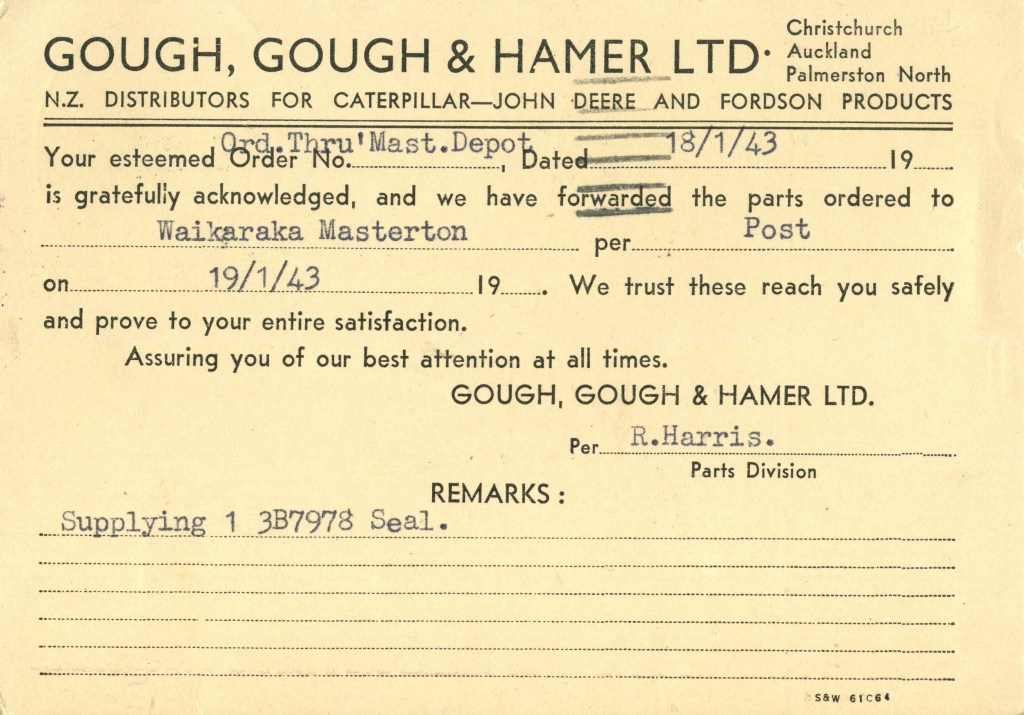 GOUGH, GOUGH & HAMER LTD.
Christchurch
Auckland
Palmerston North
N.Z. DISTRIBUTORS FOR CATERPILLAR—JOHN DEERE AND FORDSON PRODUCTS
Your esteemed Order No. Ord.Thru'Mast.Depot, Dated 18/1/43 19
is gratefully acknowledged, and we have forwarded the parts ordered to
Waikaraka Masterton per Post
on 19/1/43 19. We trust these reach you safely
and prove to your entire satisfaction.
Assuring you of our best attention at all times.
GOUGH, GOUGH & HAMER LTD.
Per R.Harris.
Parts Division
REMARKS:
Supplying 1 3B7978 Seal.
S&W 61C64